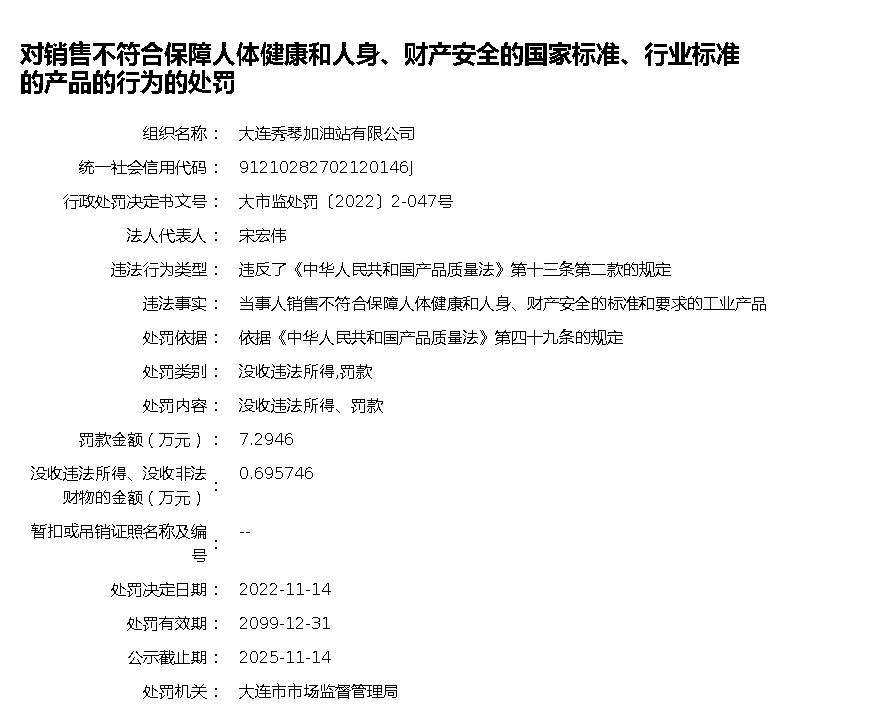 对销售不符合保障人体健康和人身、财产安全的国家标准、行业标准
的产品的行为的处罚
组织名称： 大连秀琴加油站有限公司
统一社会信用代码： 91210282702120146J
行政处罚决定书文号： 大市监处罚〔2022〕2-047号
法人代表人： 宋宏伟
违法行为类型： 违反了《中华人民共和国产品质量法》第十三条第二款的规定
违法事实： 当事人销售不符合保障人体健康和人身、财产安全的标准和要求的工业产品
处罚依据： 依据《中华人民共和国产品质量法》第四十九条的规定
处罚类别： 没收违法所得,罚款
处罚内容： 没收违法所得、罚款
罚款金额（万元）： 7.2946
没收违法所得、没收非法
财物的金额（万元）： 0.695746
暂扣或吊销证照名称及编
号： --
处罚决定日期： 2022-11-14
处罚有效期： 2099-12-31
公示截止期： 2025-11-14
处罚机关： 大连市市场监督管理局